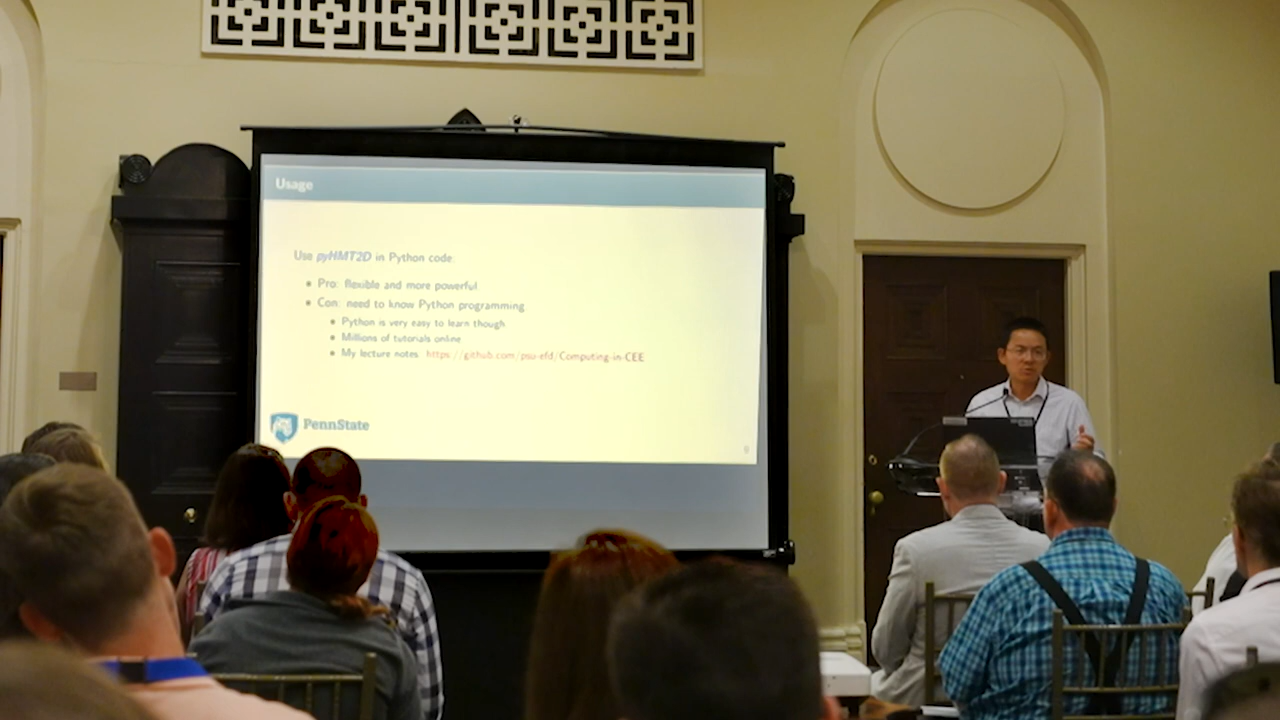 Usage
Use pyHMT2D in Python code:
Pro: flexible and more powerful
Con: need to know Python programming
Python is very easy to learn though
Millions of tutorials online
My lecture notes: https://github.com/psu-efd/Computing-in-CEE
PennState
9